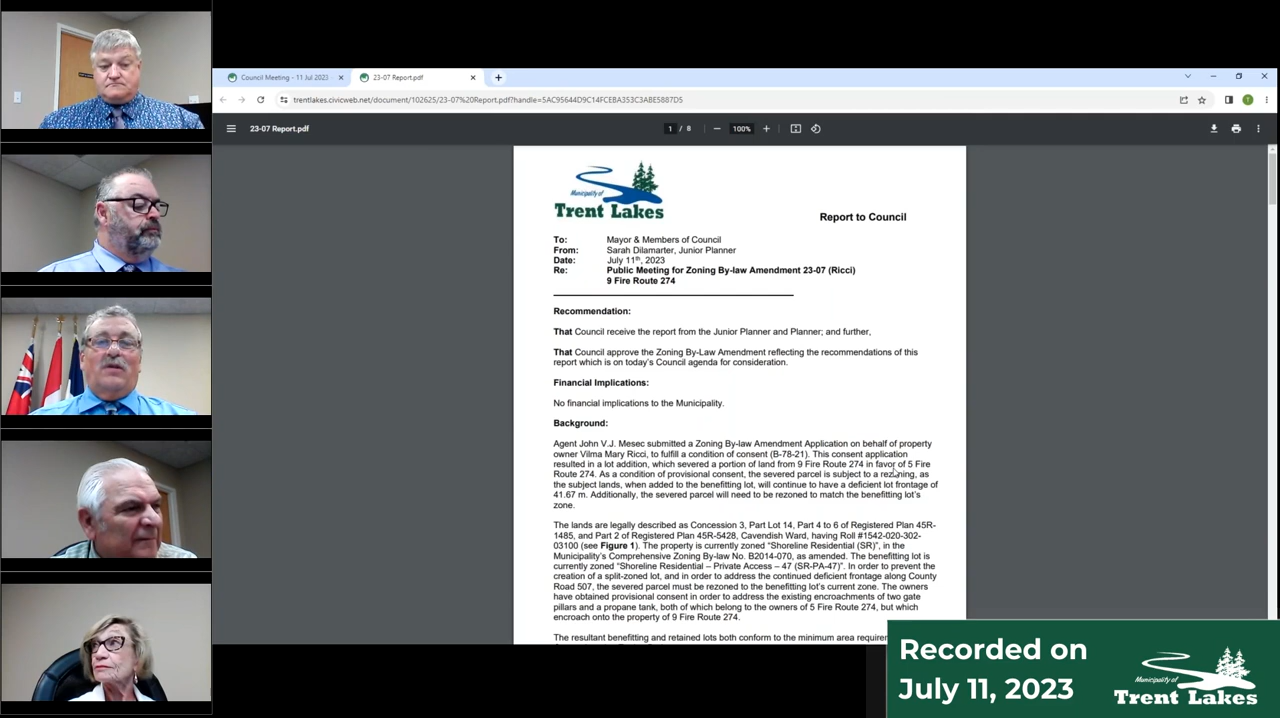 Council Meeting - 11 Jul 2023
23-07 Report.pdf
trentlakes.civicweb.net/document/102625/23-07%20Report.pdf?handle=5AC95644D9C14FCEBA353C3ABE5887D5
T
23-07 Report.pdf
1 / 8
100%
Municipality of
Trent Lakes
Report to Council
To: Mayor & Members of Council
From: Sarah Dilamarter, Junior Planner
Date: July 11th, 2023
Re: Public Meeting for Zoning By-law Amendment 23-07 (Ricci)
9 Fire Route 274
Recommendation:
That Council receive the report from the Junior Planner and Planner; and further,
That Council approve the Zoning By-Law Amendment reflecting the recommendations of this
report which is on today's Council agenda for consideration.
Financial Implications:
No financial implications to the Municipality.
Background:
Agent John V.J. Mesec submitted a Zoning By-law Amendment Application on behalf of property
owner Vilma Mary Ricci, to fulfill a condition of consent (B-78-21). This consent application
resulted in a lot addition, which severed a portion of land from 9 Fire Route 274 in favor of 5 Fire
Route 274. As a condition of provisional consent, the severed parcel is subject to a rezoning, as
the subject lands, when added to the benefitting lot, will continue to have a deficient lot frontage of
41.67 m. Additionally, the severed parcel will need to be rezoned to match the benefitting lot's
zone.
The lands are legally described as Concession 3, Part Lot 14, Part 4 to 6 of Registered Plan 45R-
1485, and Part 2 of Registered Plan 45R-5428, Cavendish Ward, having Roll #1542-020-302-
03100 (see Figure 1). The property is currently zoned "Shoreline Residential (SR)", in the
Municipality's Comprehensive Zoning By-law No. B2014-070, as amended. The benefitting lot is
currently zoned "Shoreline Residential – Private Access – 47 (SR-PA-47)". In order to prevent the
creation of a split-zoned lot, and in order to address the continued deficient frontage along County
Road 507, the severed parcel must be rezoned to the benefitting lot's current zone. The owners
have obtained provisional consent in order to address the existing encroachments of two gate
pillars and a propane tank, both of which belong to the owners of 5 Fire Route 274, but which
encroach onto the property of 9 Fire Route 274.
The resultant benefitting and retained lots both conform to the minimum area
Recorded on
July 11, 2023
Municipality of
Trent Lakes